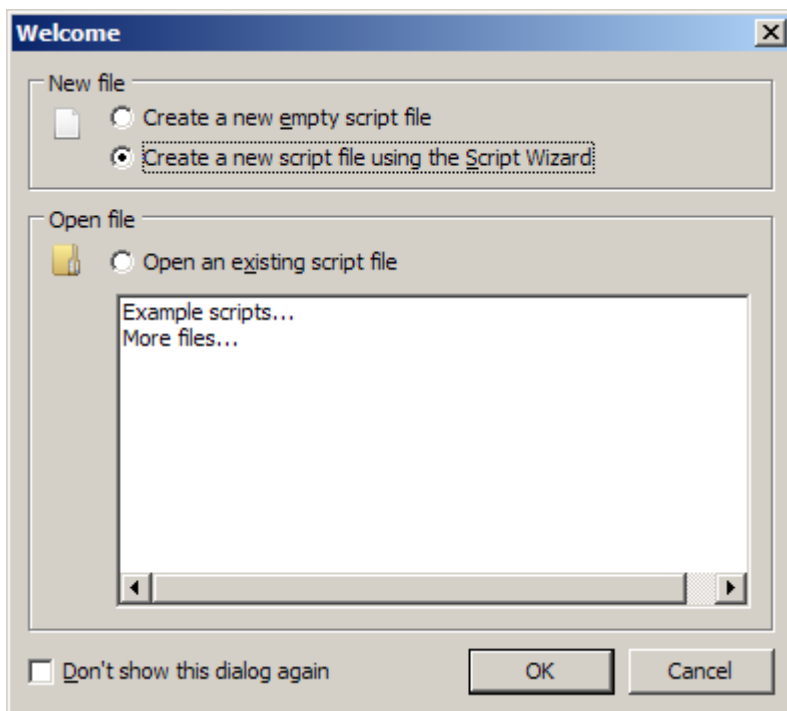 Welcome
New file
Create a new empty script file
Create a new script file using the Script Wizard
Open file
Open an existing script file
Example scripts...
More files...
Don't show this dialog again
OK
Cancel